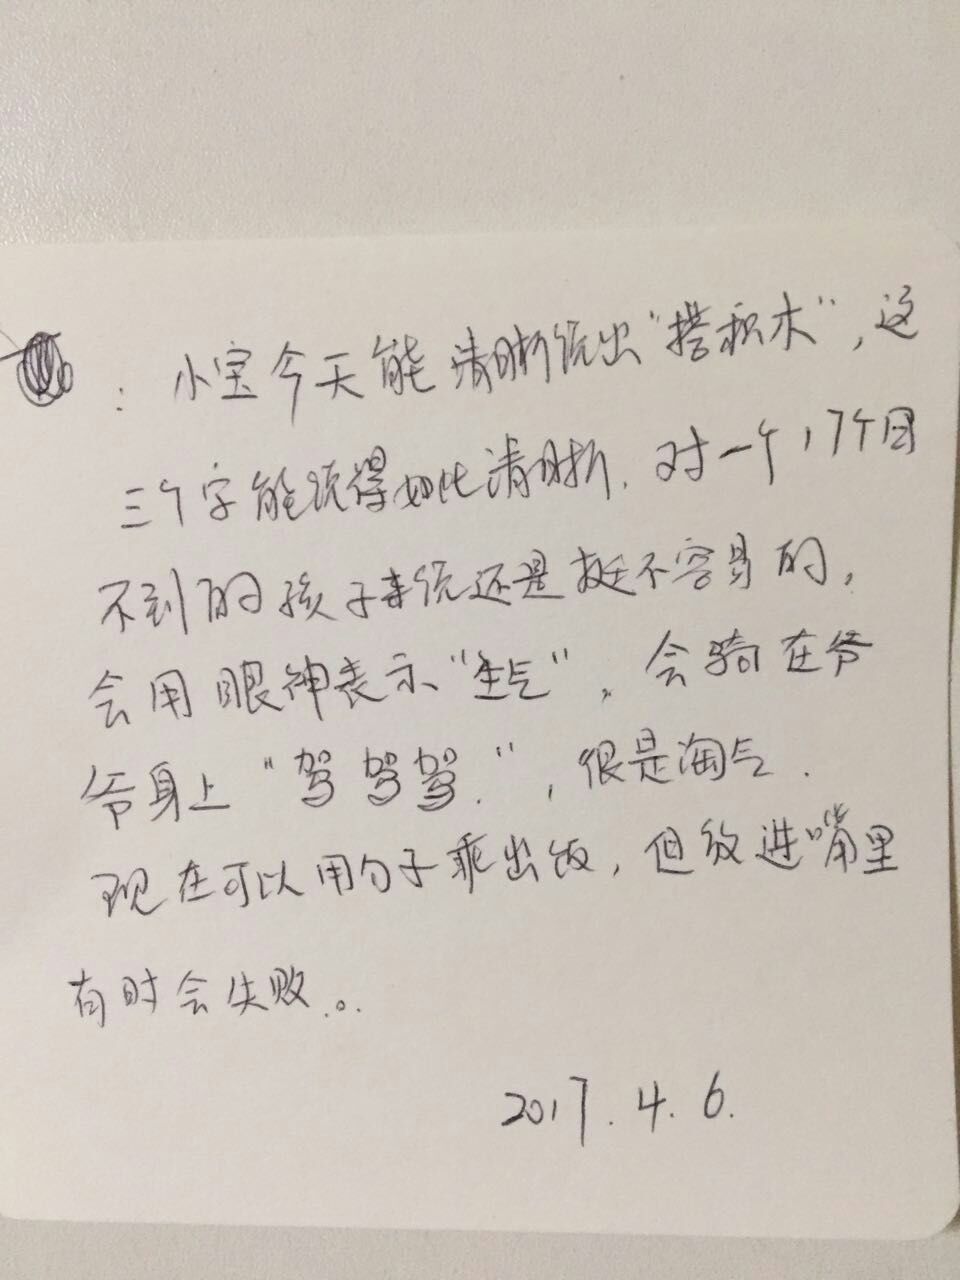 ：小宝今天能清晰说出“搭积木”，这
三个字能说得如此清晰，对一个17个月
不到的孩子来说还是挺不容易的，
会用眼神表示“生气”，会骑在爷
爷身上“驾驾驾.”，很是淘气.
现在可以用勺子乘出饭，但放进嘴里
有时会失败.。
2017.4.6.